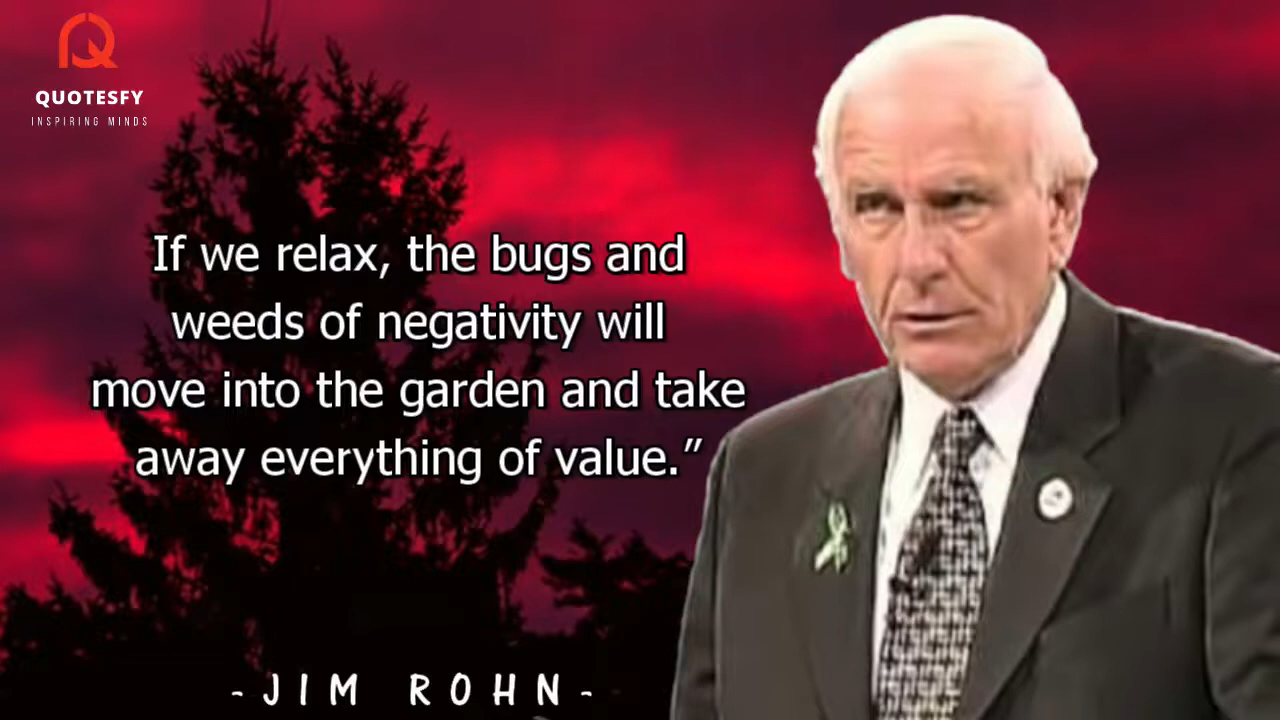 QUOTESFY
INSPIRING MINDS
If we relax, the bugs and
weeds of negativity will
move into the garden and take
away everything of value.”
-JIM ROHN-